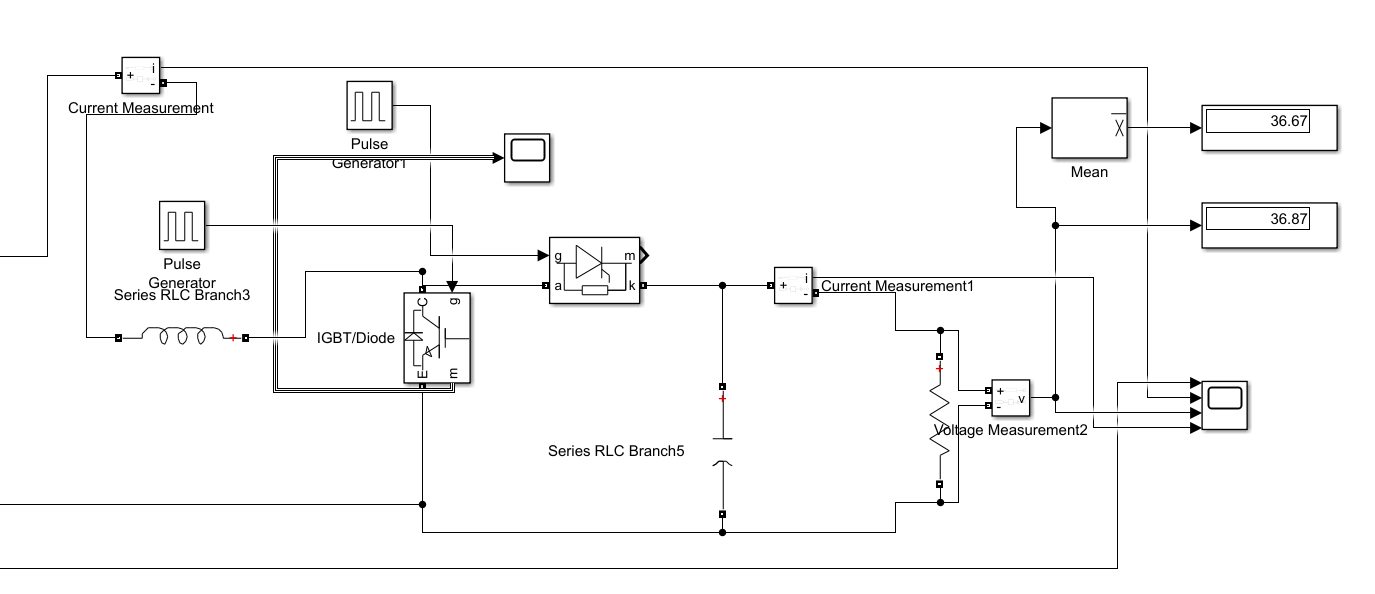 i
+
-
Current Measurement
Pulse
Generator1
36.67
Mean
36.87
Pulse
Generator
Series RLC Branch3
g
m
a
k
i
+
-
Current Measurement1
C
g
IGBT/Diode
E
m
+
+
+
+
-
v
Voltage Measurement2
Series RLC Branch5